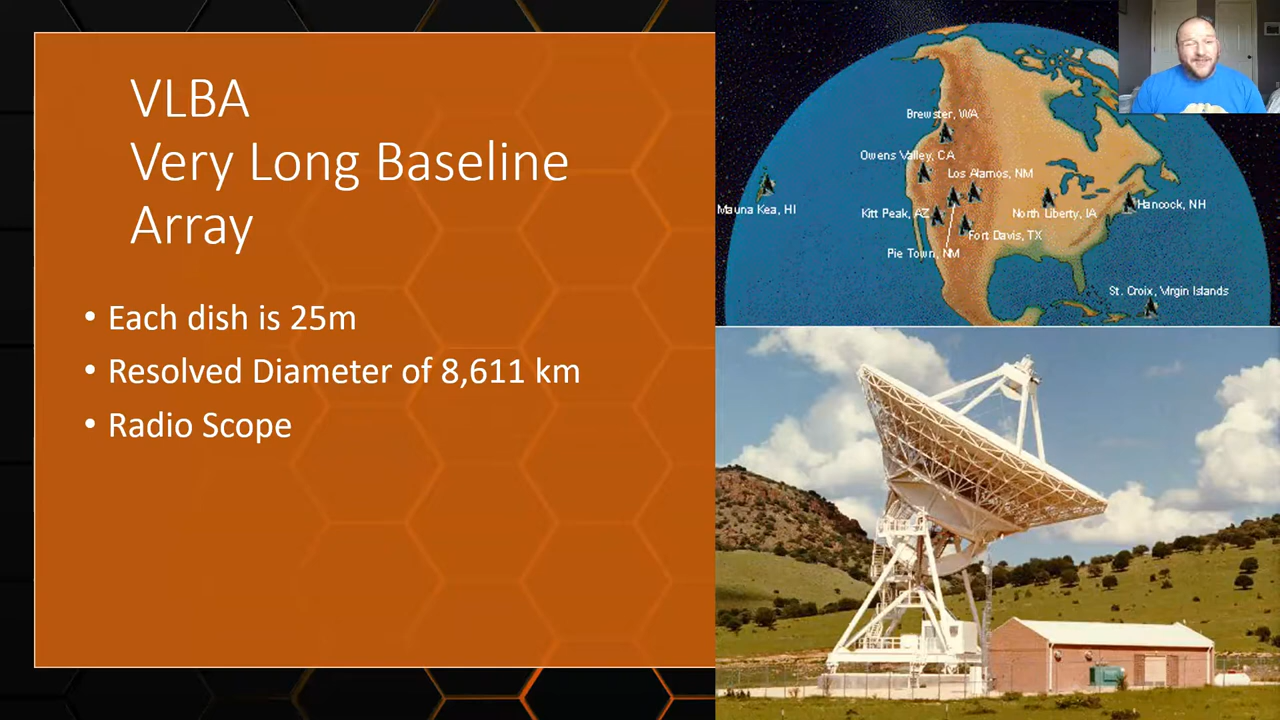 VLBA
Very Long Baseline
Array
• Each dish is 25m
• Resolved Diameter of 8,611 km
• Radio Scope
Brewster, WA
Owens Valley, CA
Los Alamos, NM
Mauna Kea, HI
Kitt Peak, AZ
North Liberty, IA
Hancock, NH
Fort Davis, TX
Pie Town, NM
St. Croix, Virgin Islands